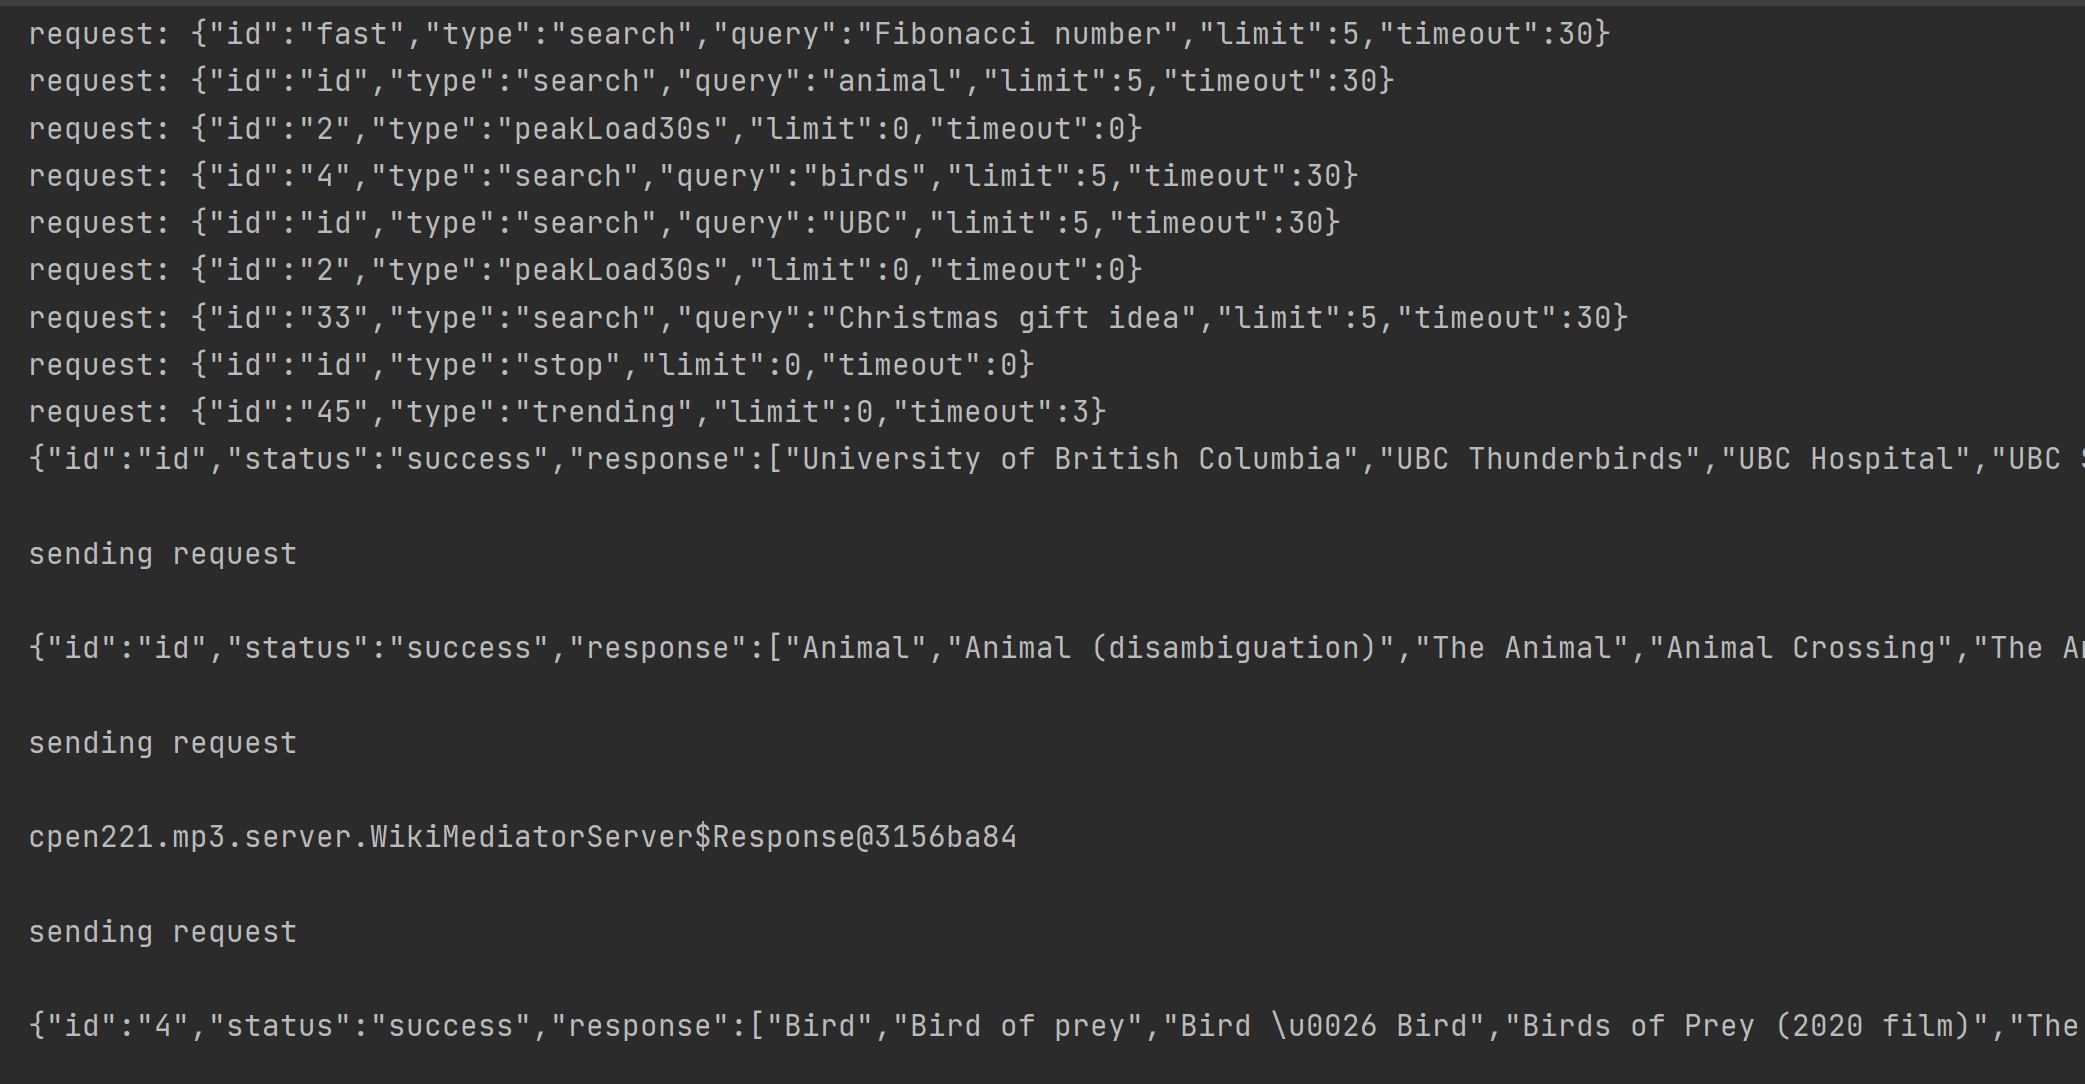 request: {"id":"fast","type":"search","query":"Fibonacci number","limit":5,"timeout":30}
request: {"id":"id","type":"search","query":"animal","limit":5,"timeout":30}
request: {"id":"2","type":"peakLoad30s","limit":0,"timeout":0}
request: {"id":"4","type":"search","query":"birds","limit":5,"timeout":30}
request: {"id":"id","type":"search","query":"UBC","limit":5,"timeout":30}
request: {"id":"2","type":"peakLoad30s","limit":0,"timeout":0}
request: {"id":"33","type":"search","query":"Christmas gift idea","limit":5,"timeout":30}
request: {"id":"id","type":"stop","limit":0,"timeout":0}
request: {"id":"45","type":"trending","limit":0,"timeout":3}
{"id":"id","status":"success","response":["University of British Columbia","UBC Thunderbirds","UBC Hospital","UBC
sending request
{"id":"id","status":"success","response":["Animal","Animal (disambiguation)","The Animal","Animal Crossing","The
sending request
cpen221.mp3.server.WikiMediatorServer$Response@3156ba84
sending request
{"id":"4","status":"success","response":["Bird","Bird of prey","Bird \u0026 Bird","Birds of Prey (2020 film)","The